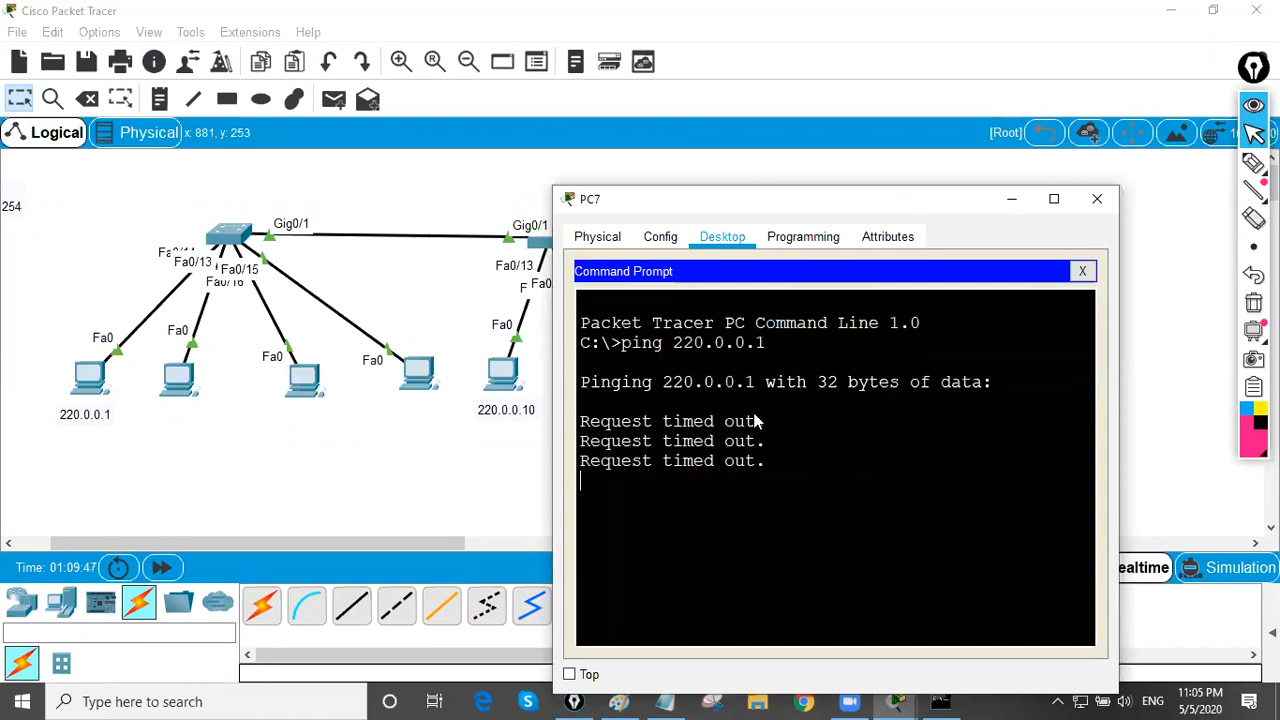 Cisco Packet Tracer
File Edit Options View Tools Extensions Help
Logical Physical x: 881, y: 253 [Root]
254
Gig0/1 Gig0/1
Fa0/13 Fa0/15 Fa0/13
Fa0/16 Fa0
Fa0 Fa0 Fa0 Fa0 Fa0
220.0.0.1 220.0.0.10
PC7
Physical Config Desktop Programming Attributes
Command Prompt X
Packet Tracer PC Command Line 1.0
C:\>ping 220.0.0.1
Pinging 220.0.0.1 with 32 bytes of data:
Request timed out
Request timed out.
Request timed out.
Top
Time: 01:09:47 ealtime Simulation
Type here to search
ENG 11:05 PM
5/5/2020